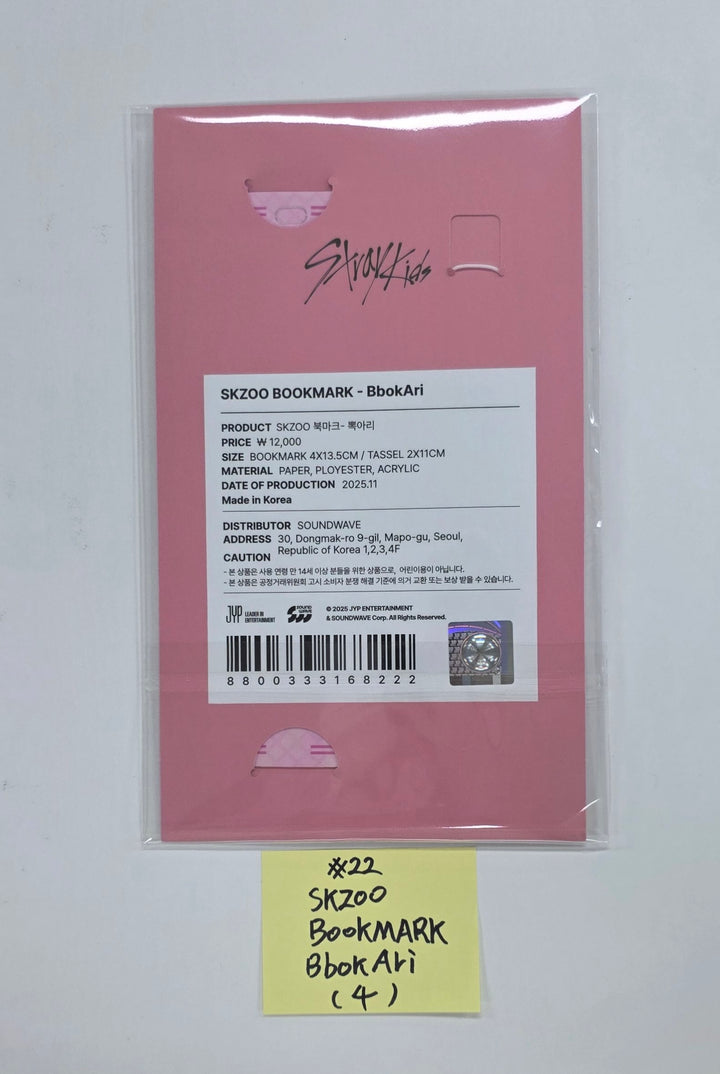 Stray Kids
SKZOO BOOKMARK - BbokAri
PRODUCT SKZOO 북마크- 뽁아리
PRICE ₩ 12,000
SIZE BOOKMARK 4X13.5CM / TASSEL 2X11CM
MATERIAL PAPER, PLOYESTER, ACRYLIC
DATE OF PRODUCTION 2025.11
Made in Korea
DISTRIBUTOR SOUNDWAVE
ADDRESS 30, Dongmak-ro 9-gil, Mapo-gu, Seoul,
Republic of Korea 1,2,3,4F
CAUTION
- 본 상품은 사용 연령 만 14세 이상 분들을 위한 상품으로, 어린이용이 아닙니다.
- 본 상품은 공정거래위원회 고시 소비자 분쟁 해결 기준에 의거 교환 또는 보상 받을 수 있습니다.
JYP LEADER IN
ENTERTAINMENT
SOUND
WAVE
© 2025 JYP ENTERTAINMENT
& SOUNDWAVE Corp. All Rights Reserved.
8800333168222
#22
SKZOO
BOOKMARK
BbokAri
(4)